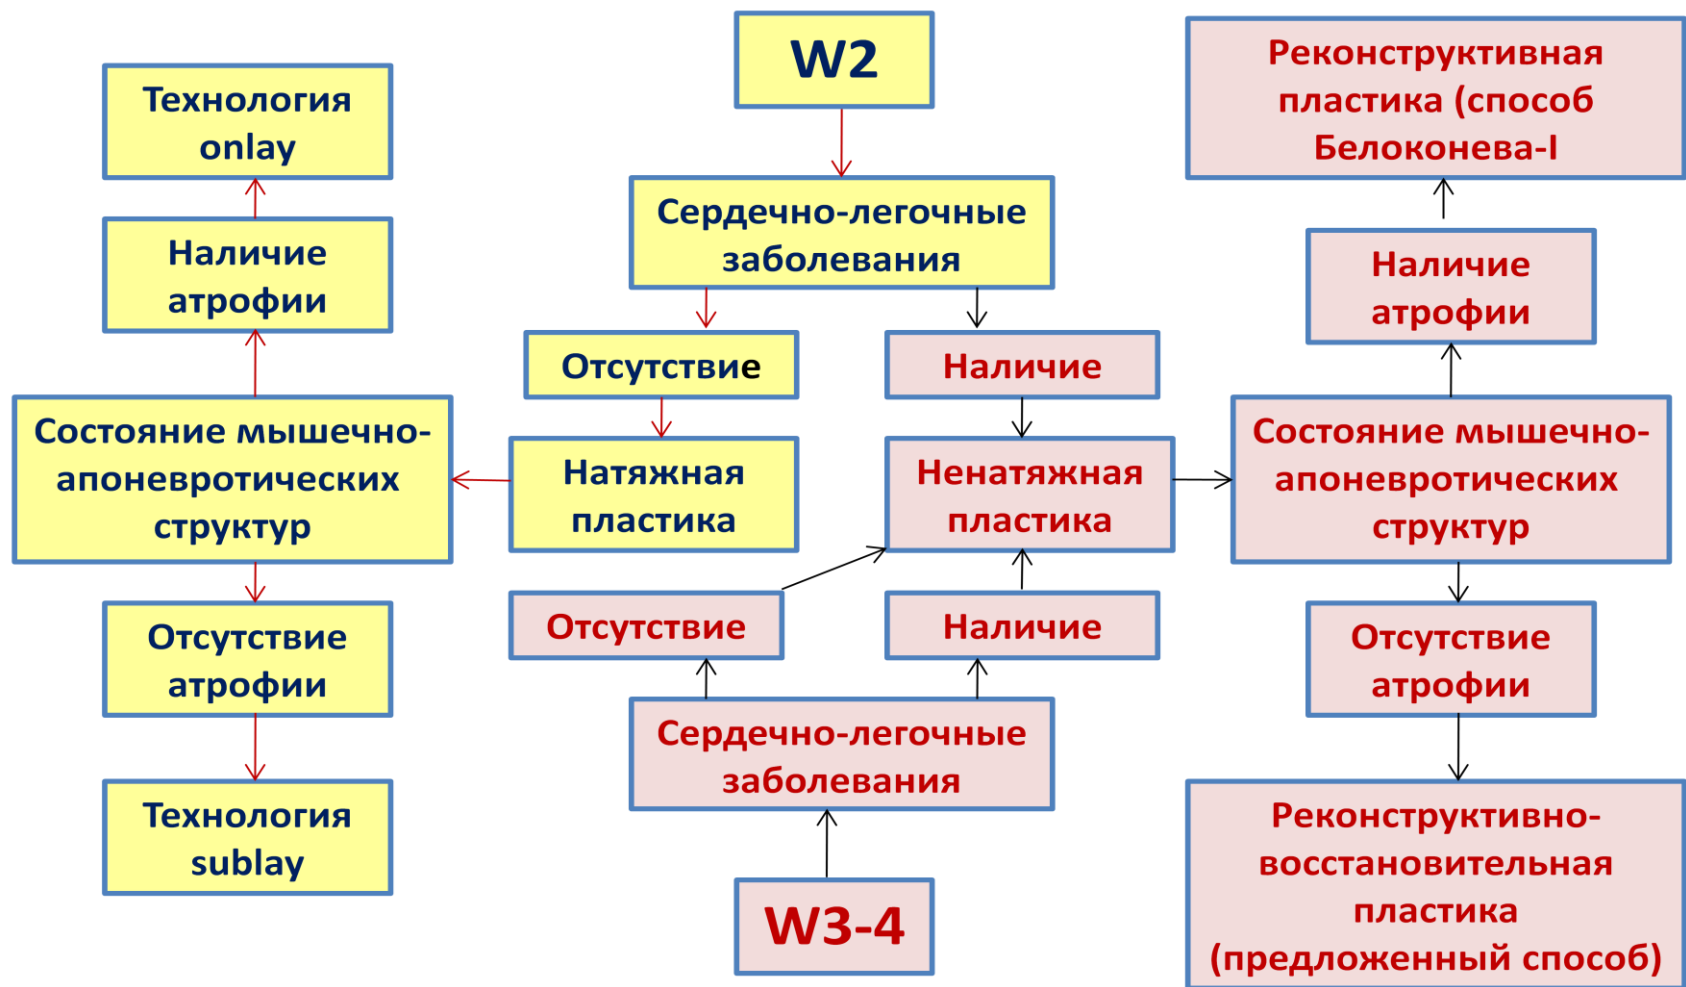 W2
Сердечно-легочные
заболевания
Отсутствие
Наличие
Натяжная
пластика
Ненатяжная
пластика
Технология
onlay
Наличие
атрофии
Состояние мышечно-
апоневротических
структур
Отсутствие
атрофии
Технология
sublay
Отсутствие
Наличие
Сердечно-легочные
заболевания
W3-4
Реконструктивная
пластика (способ
Белоконева-I
Наличие
атрофии
Состояние мышечно-
апоневротических
структур
Отсутствие
атрофии
Реконструктивно-
восстановительная
пластика
(предложенный способ)